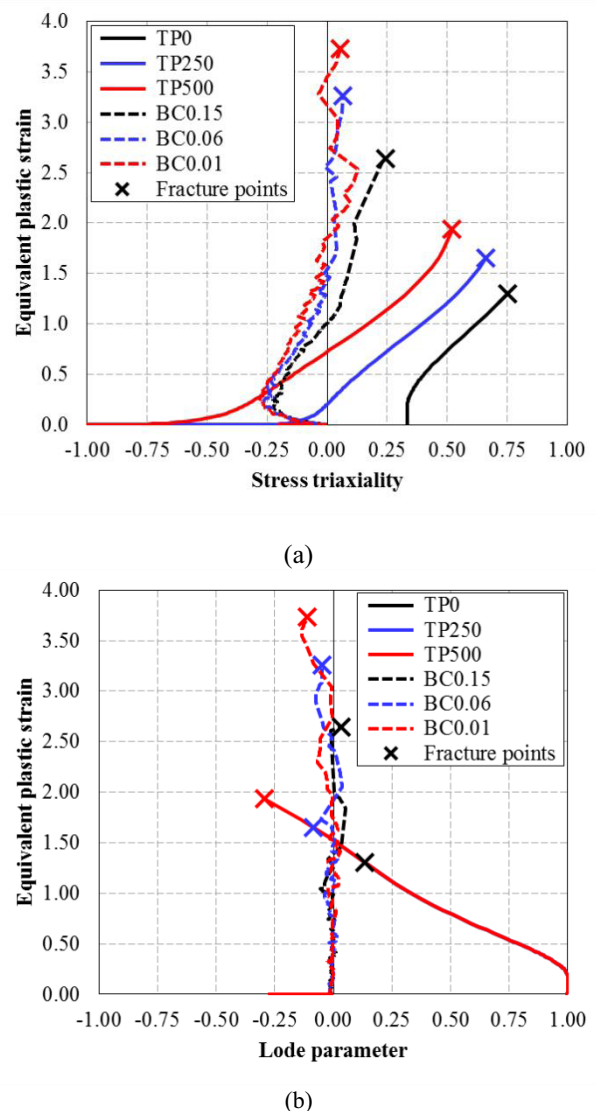 4.0
3.5
3.0
2.5
2.0
1.5
1.0
0.5
0.0
Equivalent plastic strain
TP0
TP250
TP500
BC0.15
BC0.06
BC0.01
Fracture points
-1.00 -0.75 -0.50 -0.25 0.00 0.25 0.50 0.75 1.00
Stress triaxiality
(a)
4.00
3.50
3.00
2.50
2.00
1.50
1.00
0.50
0.00
Equivalent plastic strain
TP0
TP250
TP500
BC0.15
BC0.06
BC0.01
Fracture points
-1.00 -0.75 -0.50 -0.25 0.00 0.25 0.50 0.75 1.00
Lode parameter
(b)